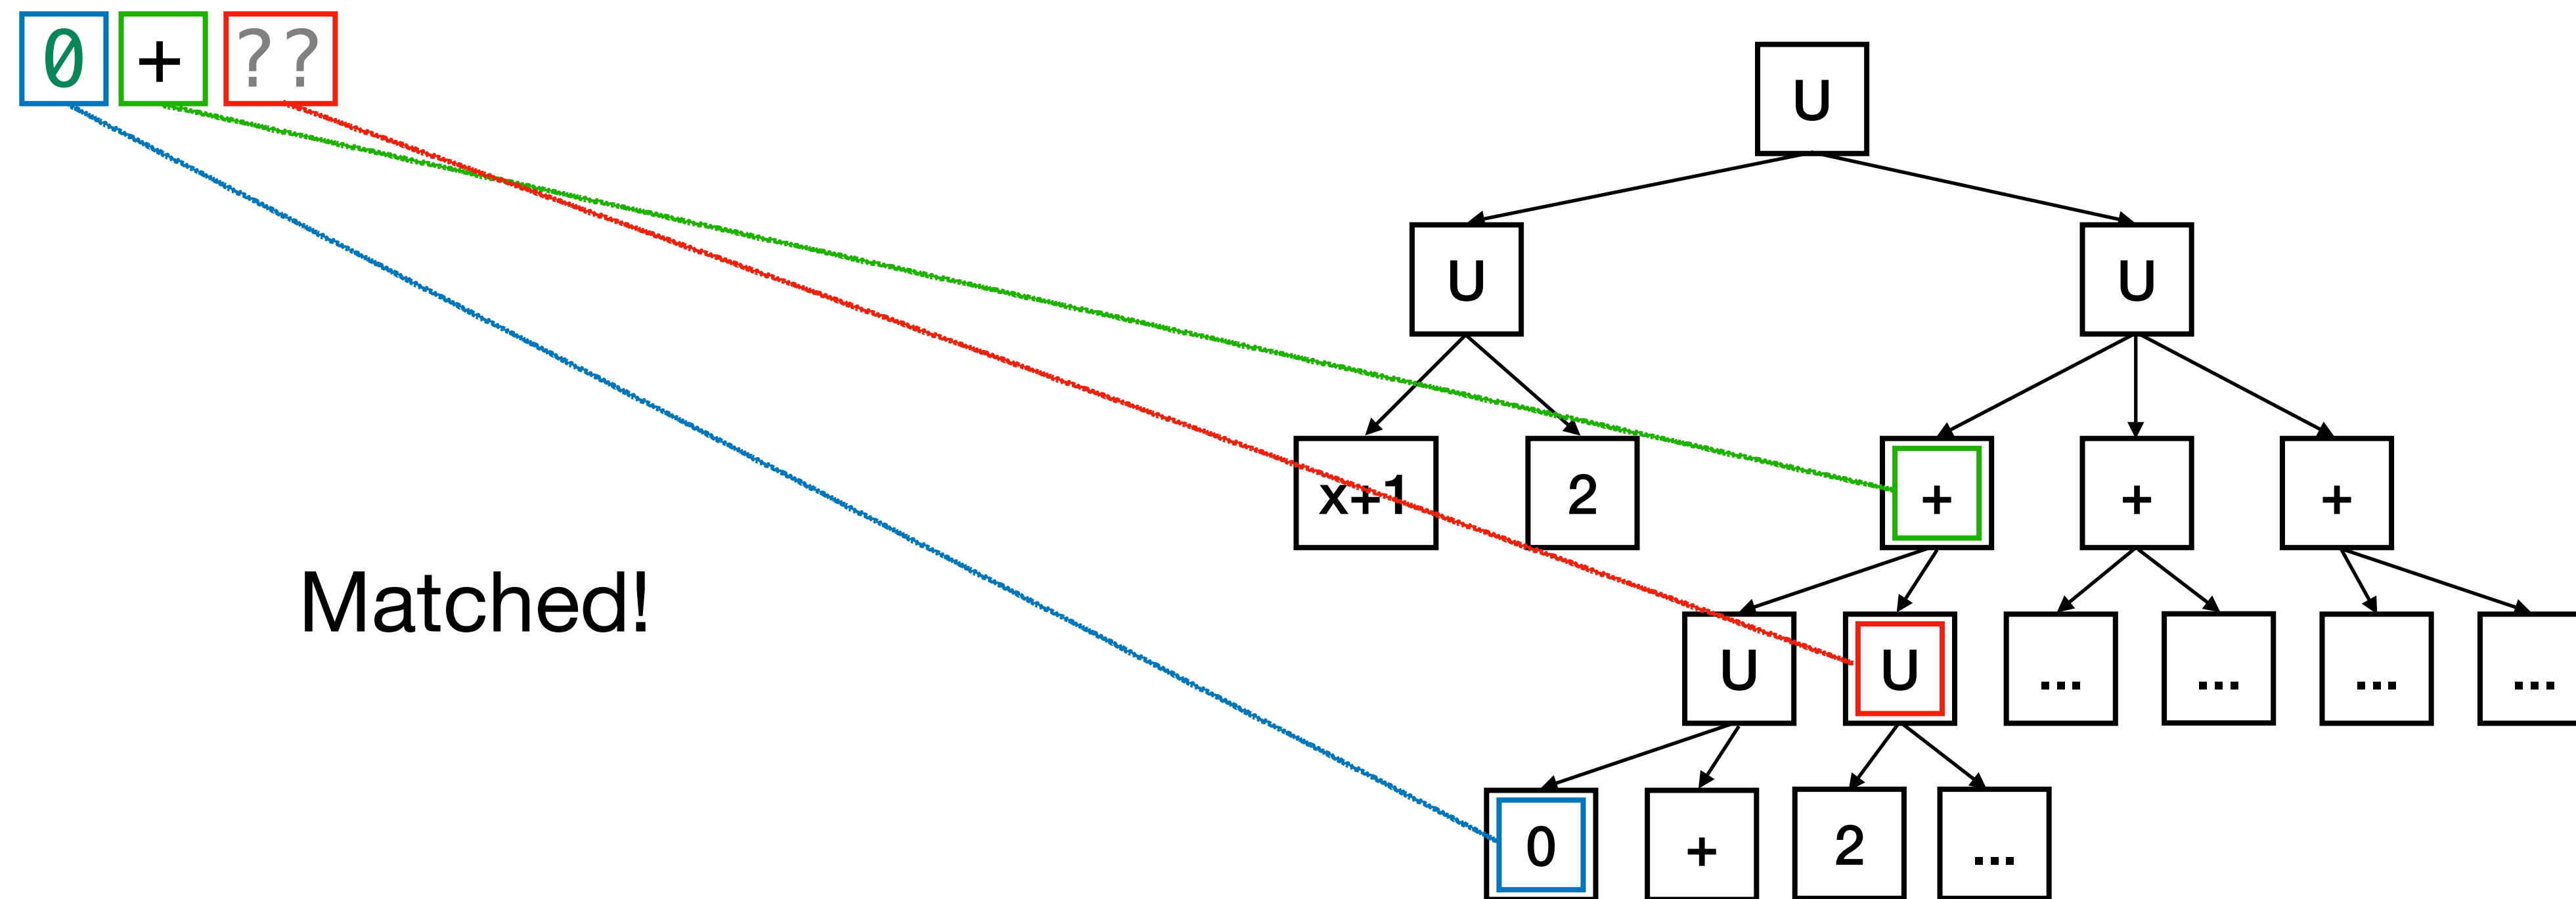 0 + ??
U
U U
x+1 2 + + +
Matched!
U U ... ... ... ...
0 + 2 ...